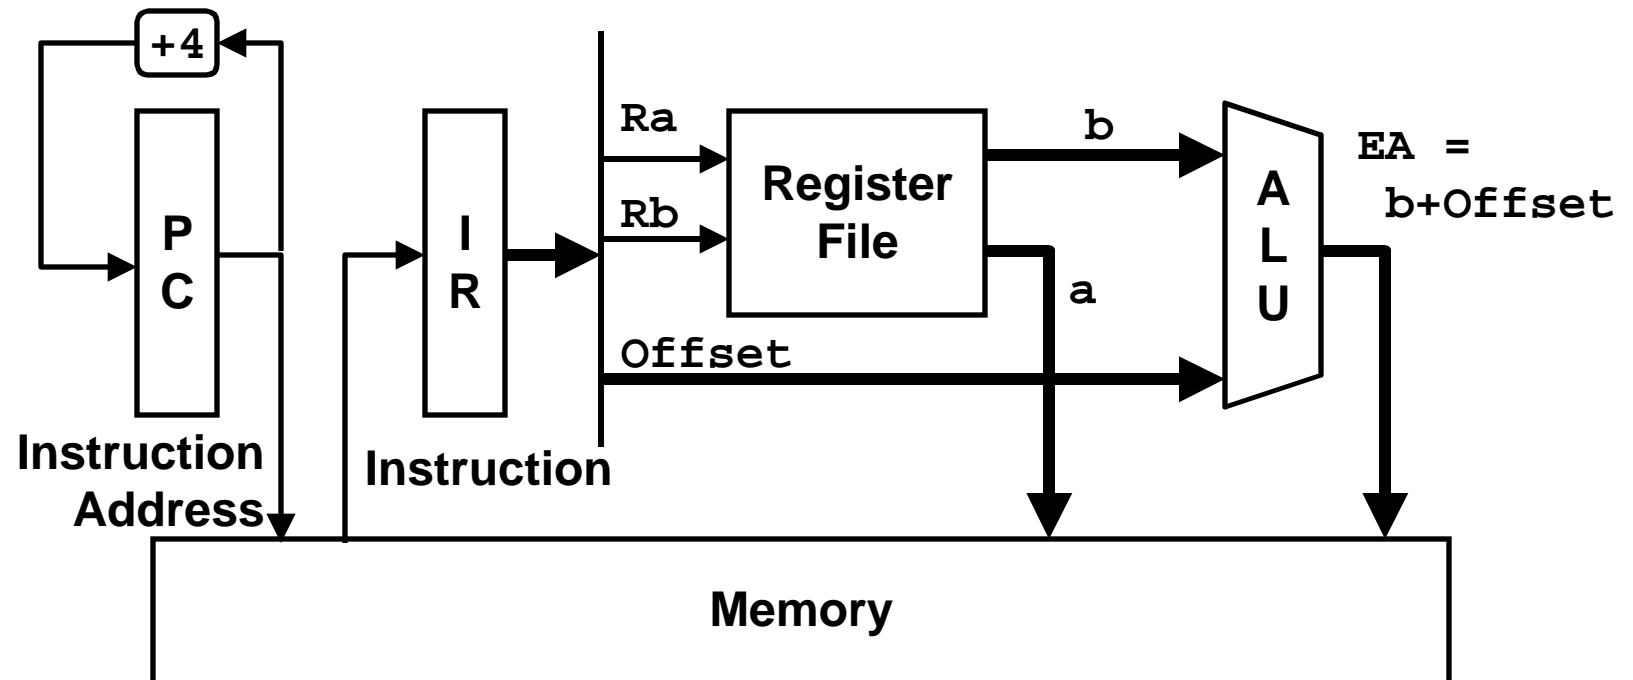 +4
P
C
Instruction
Address
I
R
Instruction
Ra
Rb
Offset
Register
File
b
a
A
L
U
EA =
b+Offset
Memory